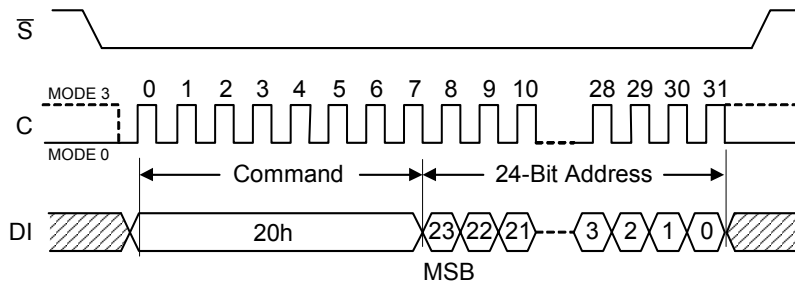 S
MODE 3
0 1 2 3 4 5 6 7 8 9 10 28 29 30 31
C
MODE 0
Command 24-Bit Address
DI 20h 23 22 21 3 2 1 0
MSB